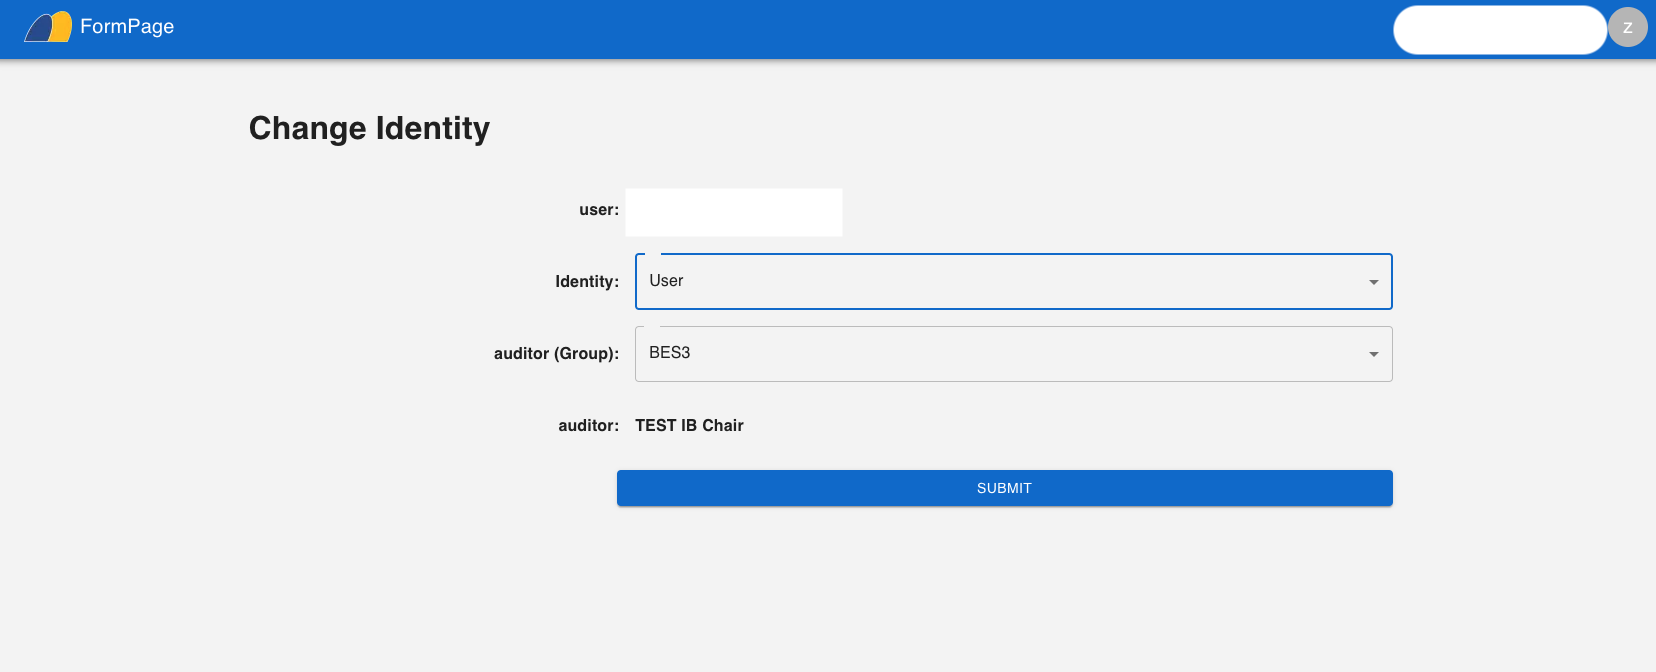 FormPage
Z
Change Identity
user:
Identity: User
auditor (Group): BES3
auditor: TEST IB Chair
SUBMIT